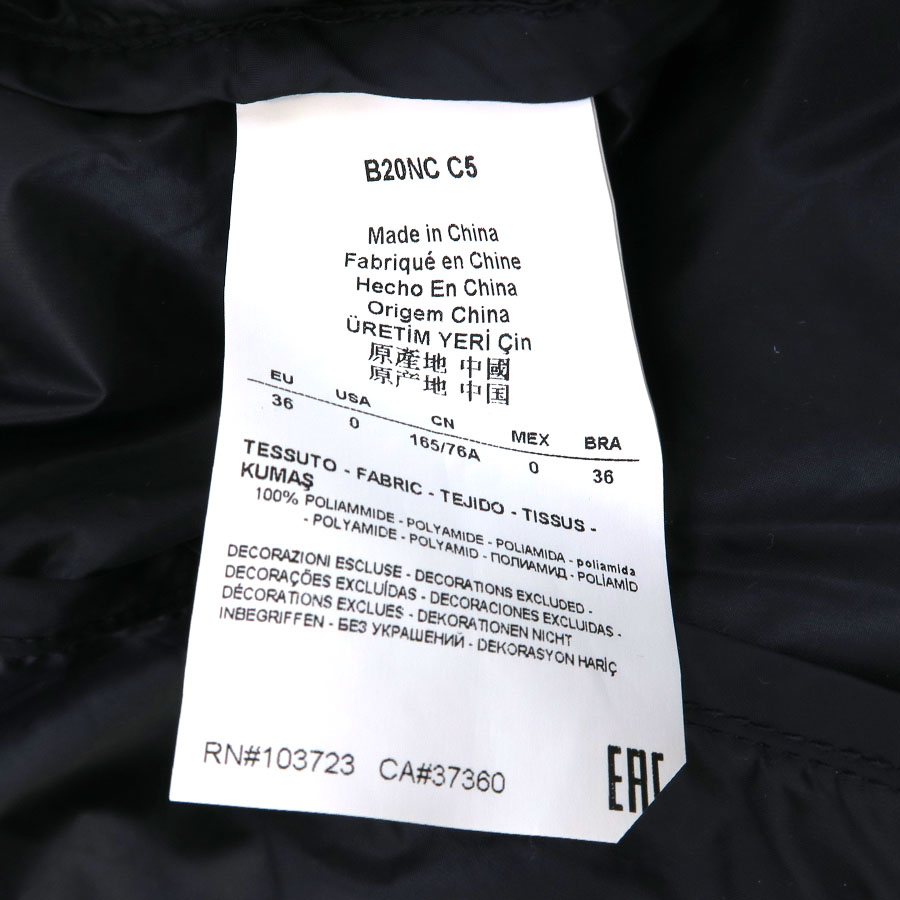 B20NC C5
Made in China
Fabriqué en Chine
Hecho En China
Origem China
ÜRETİM YERİ Çin
原產地 中國
原产地 中国
EU USA CN MEX BRA
36 0 165/76A 0 36
TESSUTO - FABRIC - TEJIDO - TISSUS -
KUMAŞ
100% POLIAMMIDE - POLYAMIDE - POLIAMIDA - poliamida
- POLYAMIDE - POLYAMID - ПОЛИАМИД - POLİAMİD
DECORAZIONI ESCLUSE - DECORATIONS EXCLUDED -
DECORAÇÕES EXCLUÍDAS - DECORACIONES EXCLUIDAS -
DÉCORATIONS EXCLUES - DEKORATIONEN NICHT
INBEGRIFFEN - БЕЗ УКРАШЕНИЙ - DEKORASYON HARİÇ
RN#103723 CA#37360
EAC